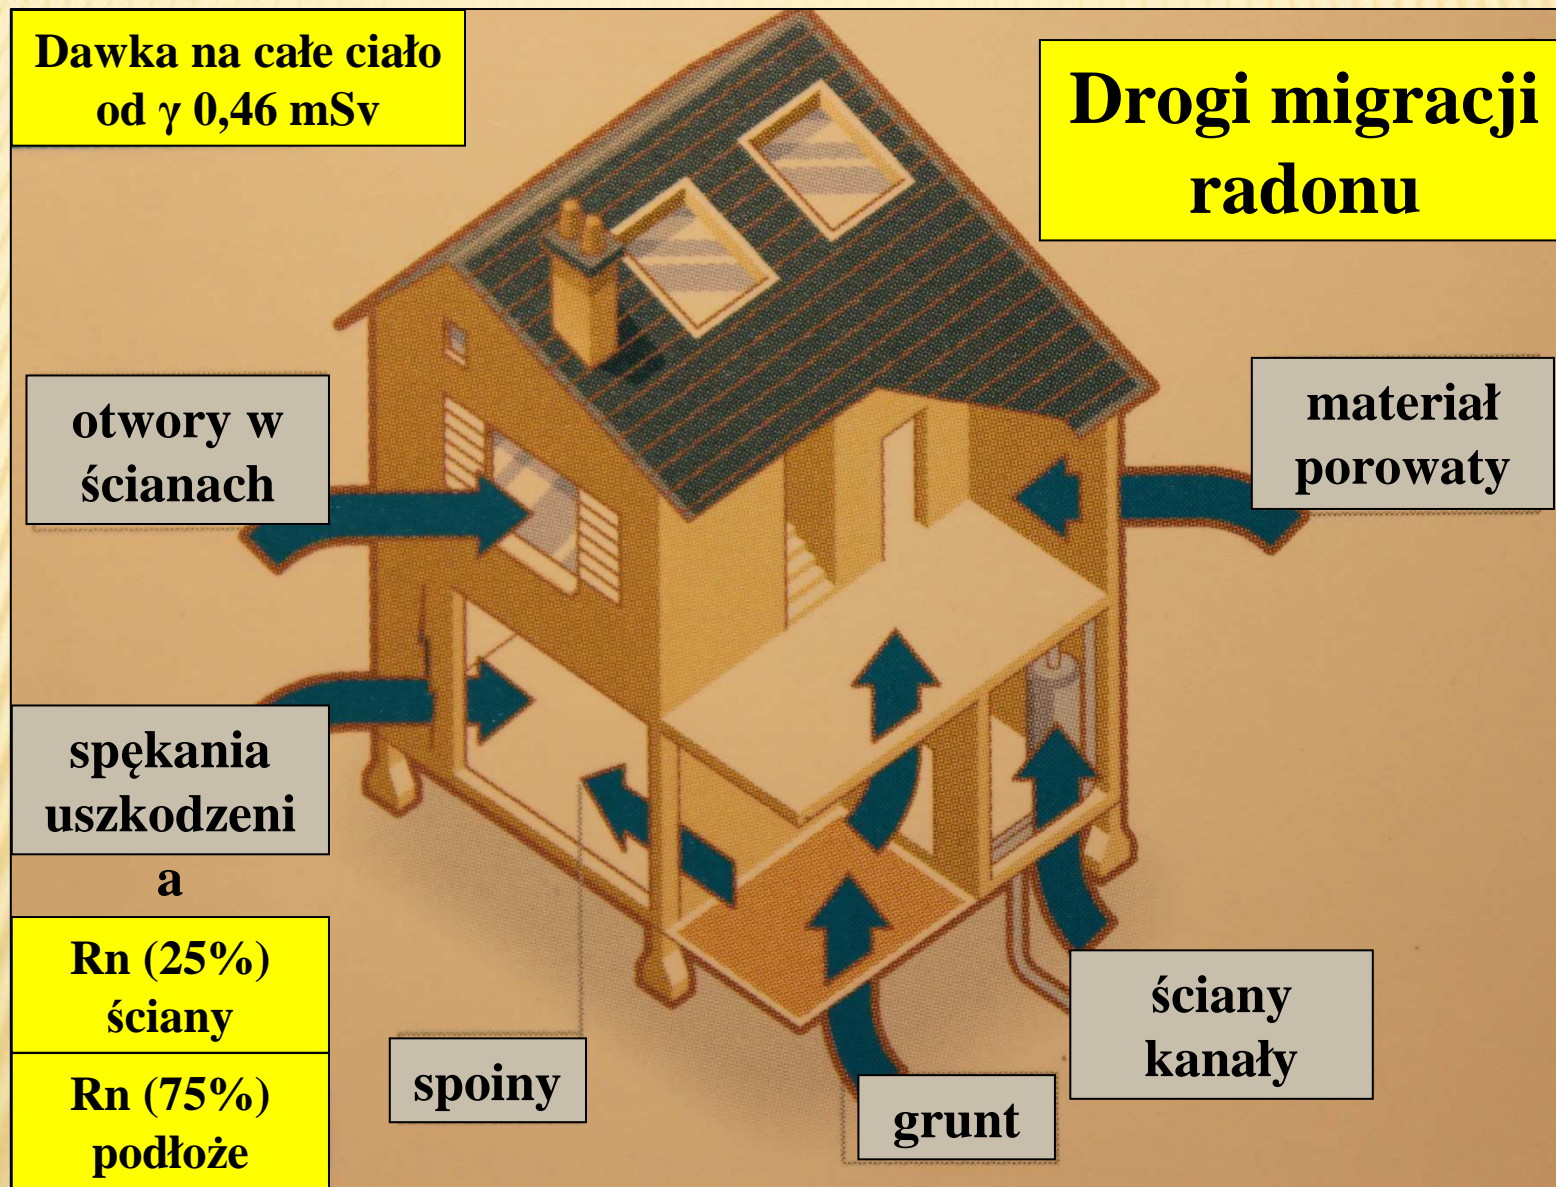 Dawka na całe ciało
od γ 0,46 mSv
Drogi migracji
radonu
otwory w
ścianach
materiał
porowaty
spękania
uszkodzeni
a
Rn (25%)
ściany
Rn (75%)
podłoże
spoiny
grunt
ściany
kanały